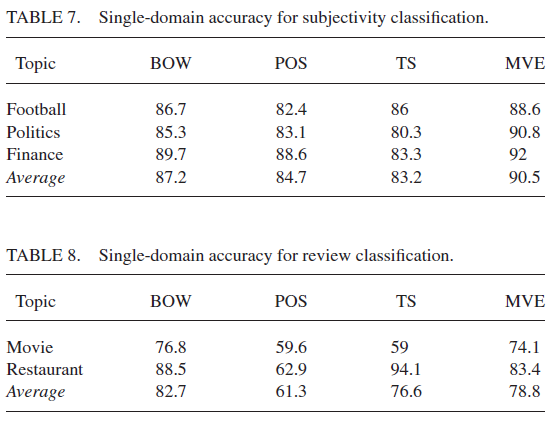 TABLE 7. Single-domain accuracy for subjectivity classification.
Topic BOW POS TS MVE
Football 86.7 82.4 86 88.6
Politics 85.3 83.1 80.3 90.8
Finance 89.7 88.6 83.3 92
Average 87.2 84.7 83.2 90.5
TABLE 8. Single-domain accuracy for review classification.
Topic BOW POS TS MVE
Movie 76.8 59.6 59 74.1
Restaurant 88.5 62.9 94.1 83.4
Average 82.7 61.3 76.6 78.8